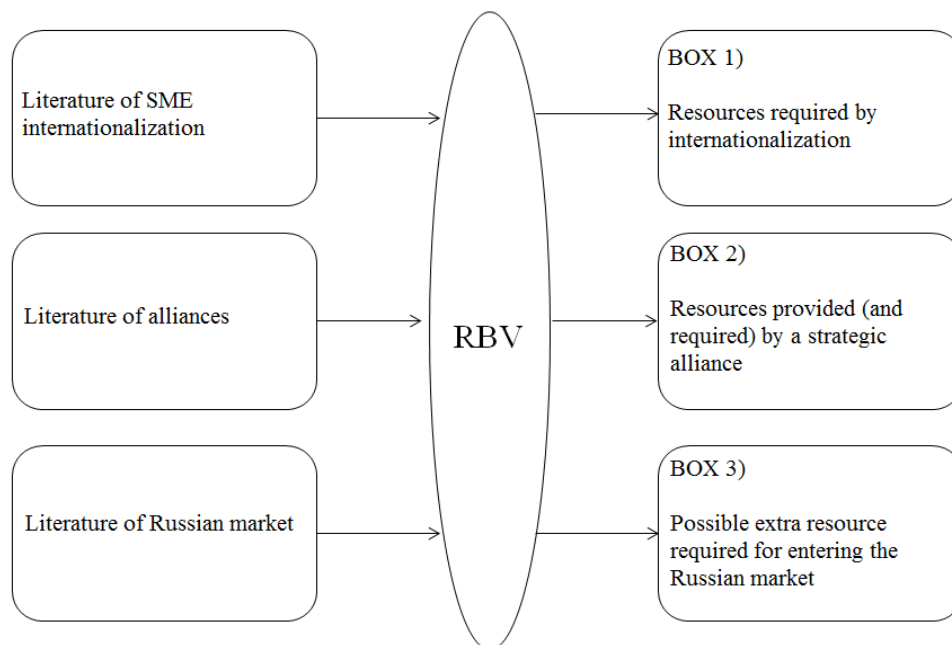 Literature of SME
internationalization
Literature of alliances
Literature of Russian market
RBV
BOX 1)
Resources required by
internationalization
BOX 2)
Resources provided (and
required) by a strategic
alliance
BOX 3)
Possible extra resource
required for entering the
Russian market